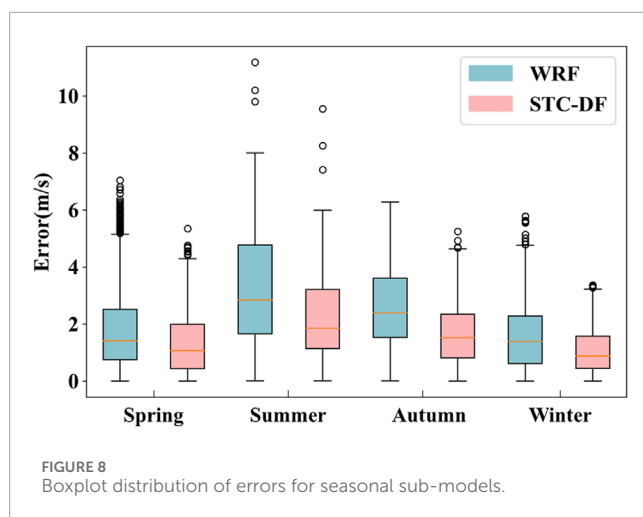 WRF
STC-DF
Error(m/s)
10
8
6
4
2
0
Spring Summer Autumn Winter
FIGURE 8
Boxplot distribution of errors for seasonal sub-models.